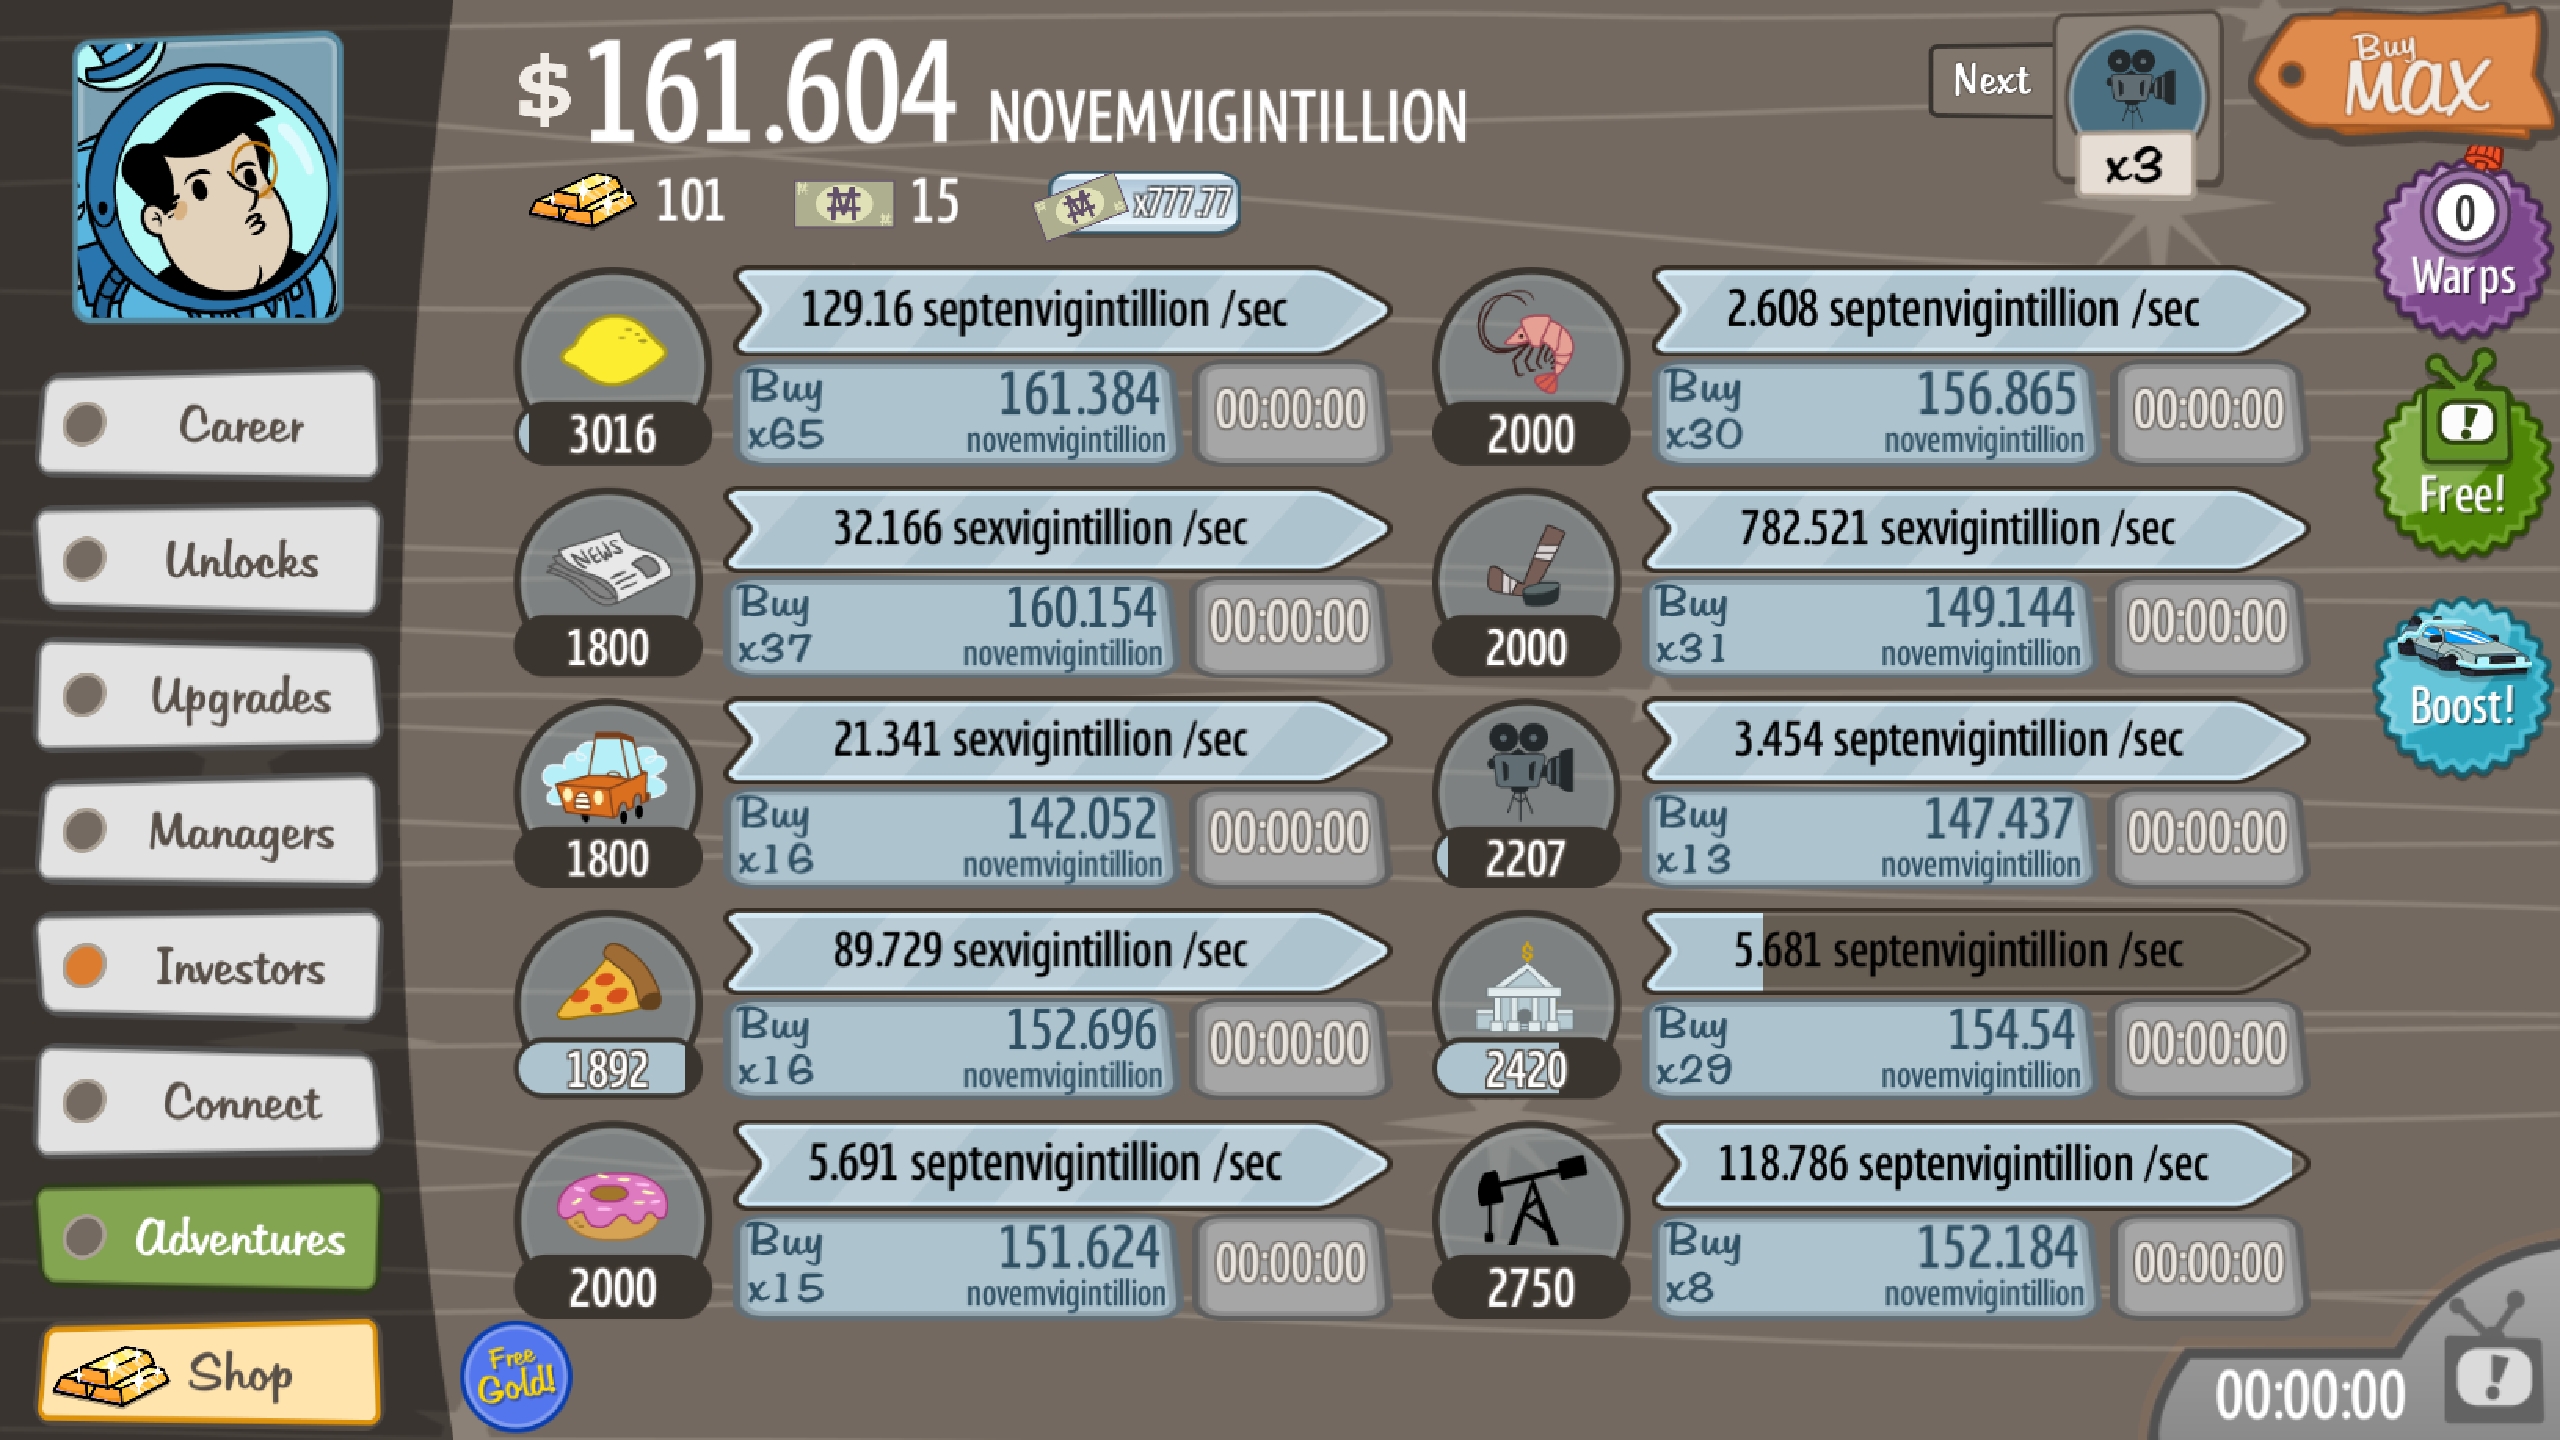 $161.604 NOVEMVIGINTILLION
Next
x3
Buy
MAX
101
15
x777.77
0
Warps
Free!
Boost!
Career
Unlocks
Upgrades
Managers
Investors
Connect
Adventures
Shop
Free
Gold!
129.16 septenvigintillion /sec
3016
Buy
x65
161.384
novemvigintillion
00:00:00
2.608 septenvigintillion /sec
2000
Buy
x30
156.865
novemvigintillion
00:00:00
NEWS
32.166 sexvigintillion /sec
1800
Buy
x37
160.154
novemvigintillion
00:00:00
782.521 sexvigintillion /sec
2000
Buy
x31
149.144
novemvigintillion
00:00:00
21.341 sexvigintillion /sec
1800
Buy
x16
142.052
novemvigintillion
00:00:00
3.454 septenvigintillion /sec
2207
Buy
x13
147.437
novemvigintillion
00:00:00
89.729 sexvigintillion /sec
1892
Buy
x16
152.696
novemvigintillion
00:00:00
$
5.681 septenvigintillion /sec
2420
Buy
x29
154.54
novemvigintillion
00:00:00
5.691 septenvigintillion /sec
2000
Buy
x15
151.624
novemvigintillion
00:00:00
118.786 septenvigintillion /sec
2750
Buy
x8
152.184
novemvigintillion
00:00:00
00:00:00